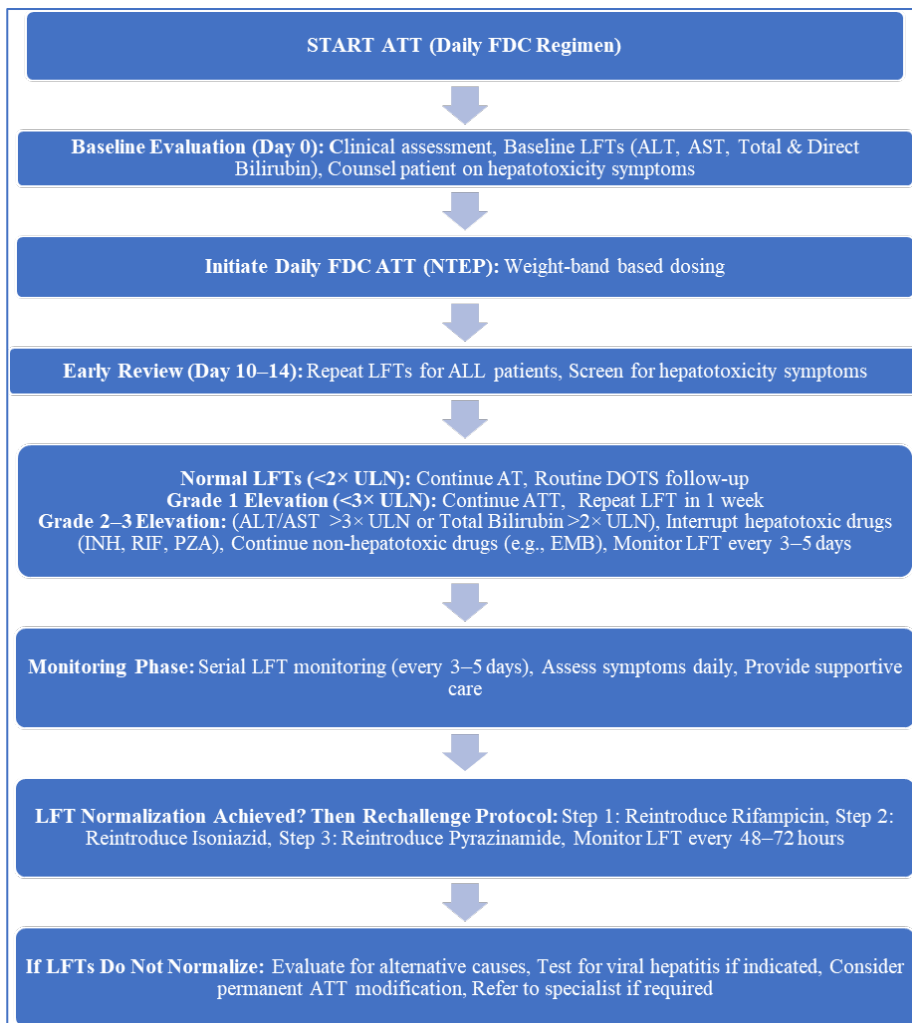 START ATT (Daily FDC Regimen)
Baseline Evaluation (Day 0): Clinical assessment, Baseline LFTs (ALT, AST, Total & Direct
Bilirubin), Counsel patient on hepatotoxicity symptoms
Initiate Daily FDC ATT (NTEP): Weight-band based dosing
Early Review (Day 10–14): Repeat LFTs for ALL patients, Screen for hepatotoxicity symptoms
Normal LFTs (<2× ULN): Continue AT, Routine DOTS follow-up
Grade 1 Elevation (<3× ULN): Continue ATT, Repeat LFT in 1 week
Grade 2–3 Elevation: (ALT/AST >3× ULN or Total Bilirubin >2× ULN), Interrupt hepatotoxic drugs
(INH, RIF, PZA), Continue non-hepatotoxic drugs (e.g., EMB), Monitor LFT every 3–5 days
Monitoring Phase: Serial LFT monitoring (every 3–5 days), Assess symptoms daily, Provide supportive
care
LFT Normalization Achieved? Then Rechallenge Protocol: Step 1: Reintroduce Rifampicin, Step 2:
Reintroduce Isoniazid, Step 3: Reintroduce Pyrazinamide, Monitor LFT every 48–72 hours
If LFTs Do Not Normalize: Evaluate for alternative causes, Test for viral hepatitis if indicated, Consider
permanent ATT modification, Refer to specialist if required